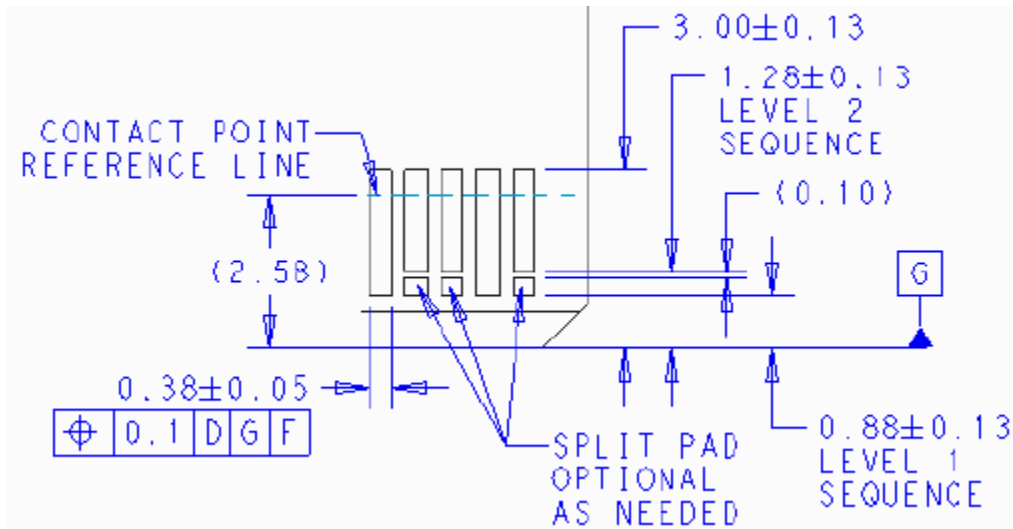 3.00±0.13
1.28±0.13
LEVEL 2
SEQUENCE
CONTACT POINT
REFERENCE LINE
(0.10)
(2.58)
G
0.38±0.05
⌖ 0.1 D G F
SPLIT PAD
OPTIONAL
AS NEEDED
0.88±0.13
LEVEL 1
SEQUENCE